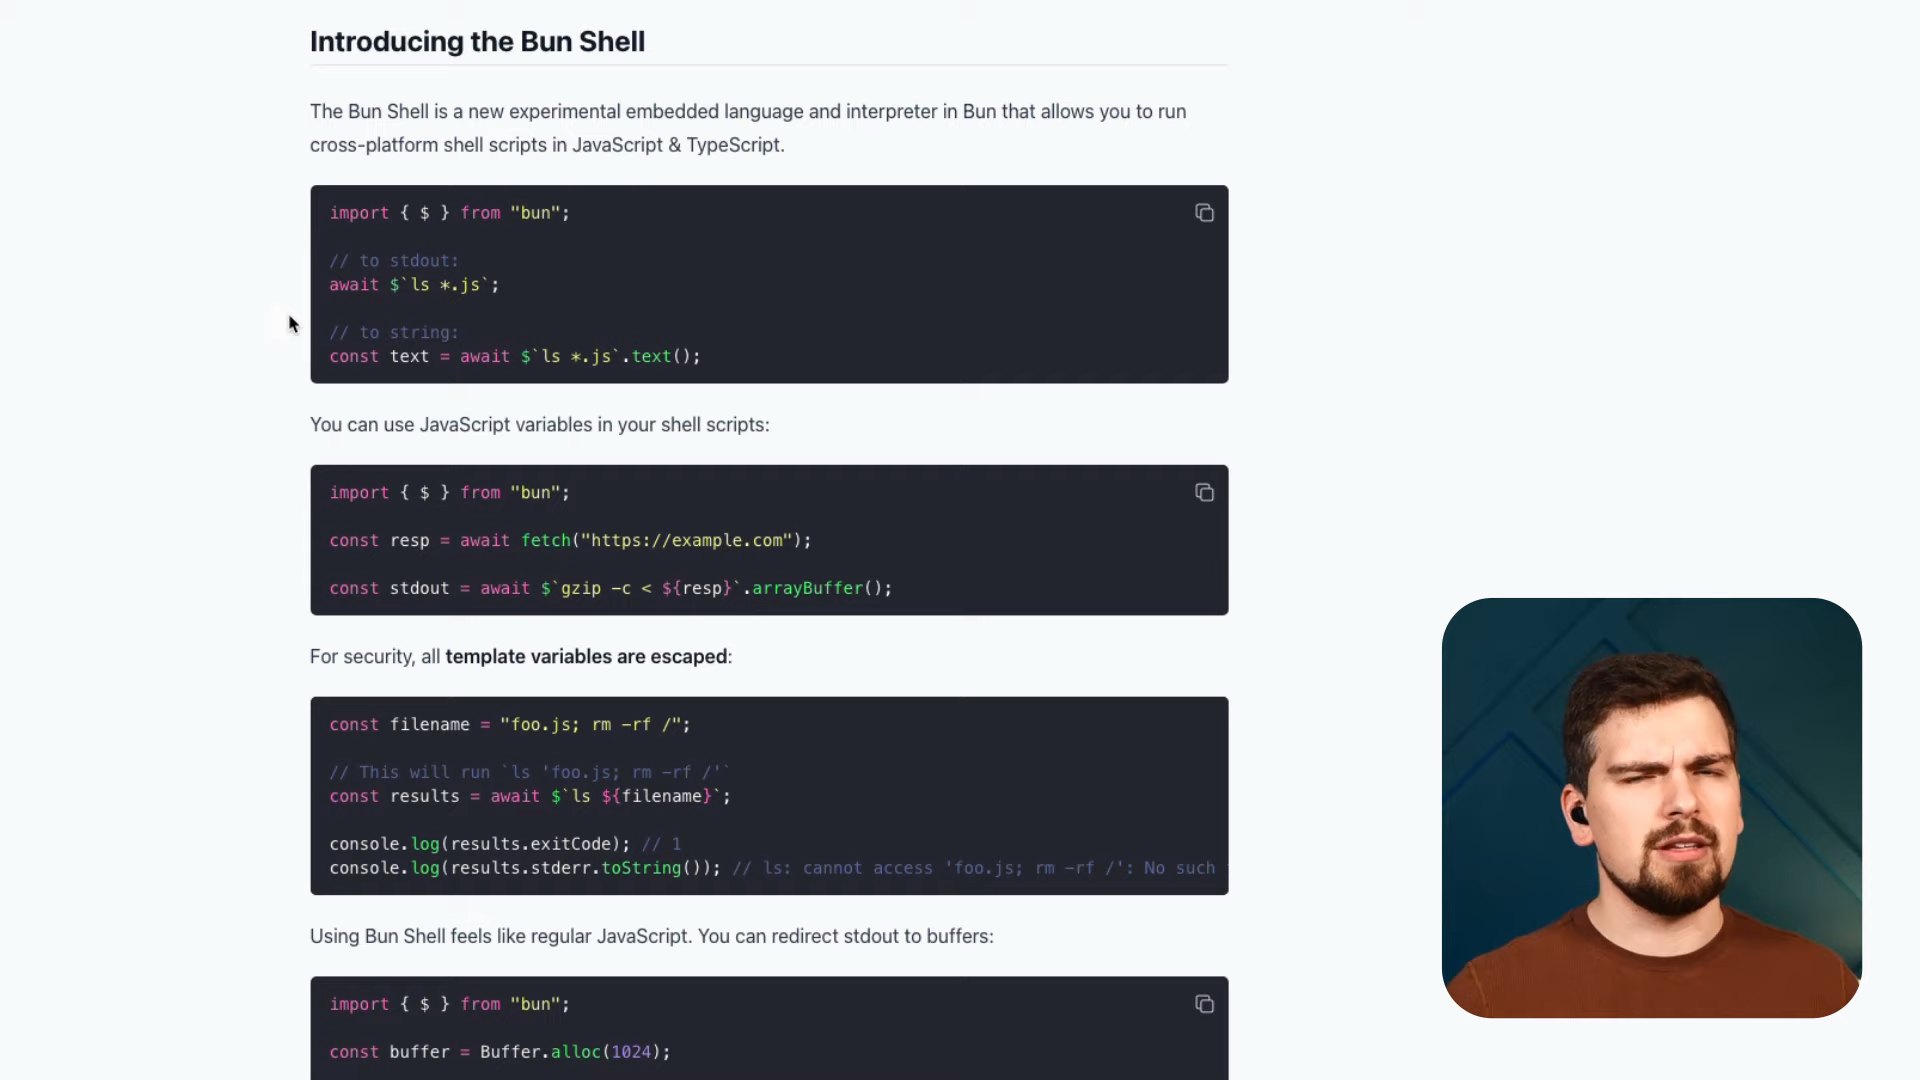 Introducing the Bun Shell
The Bun Shell is a new experimental embedded language and interpreter in Bun that allows you to run
cross-platform shell scripts in JavaScript & TypeScript.
import { $ } from "bun";
// to stdout:
await $`ls *.js`;
// to string:
const text = await $`ls *.js`.text();
You can use JavaScript variables in your shell scripts:
import { $ } from "bun";
const resp = await fetch("https://example.com");
const stdout = await $`gzip -c < ${resp}`.arrayBuffer();
For security, all template variables are escaped:
const filename = "foo.js; rm -rf /";
// This will run `ls 'foo.js; rm -rf /'`
const results = await $`ls ${filename}`;
console.log(results.exitCode); // 1
console.log(results.stderr.toString()); // ls: cannot access 'foo.js; rm -rf /': No such
Using Bun Shell feels like regular JavaScript. You can redirect stdout to buffers:
import { $ } from "bun";
const buffer = Buffer.alloc(1024);